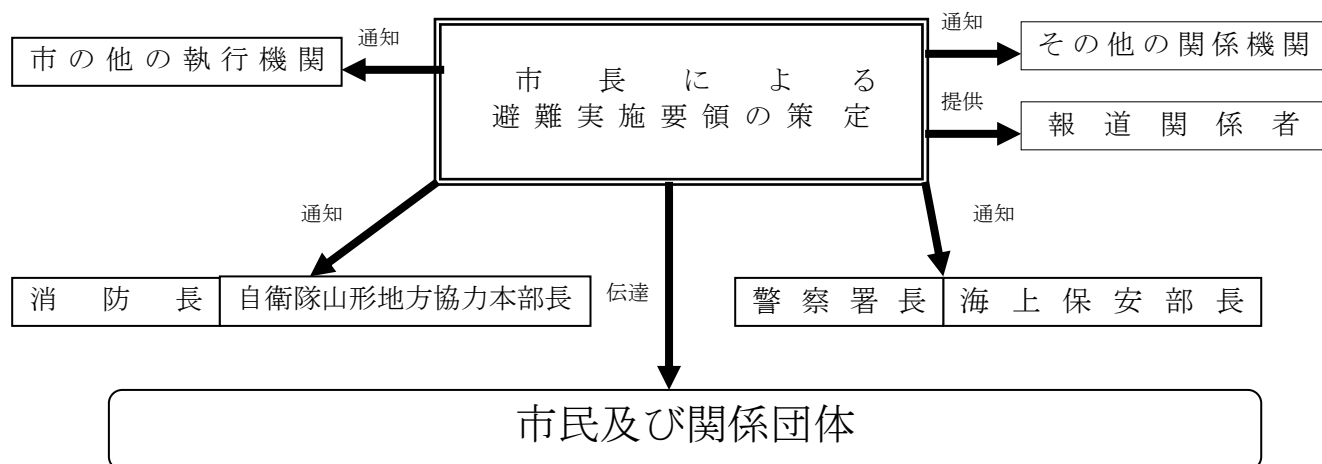 通知
市の他の執行機関
市長による
避難実施要領の策定
通知
その他の関係機関
提供
報道関係者
通知
通知
消防長
自衛隊山形地方協力本部長
伝達
警察署長
海上保安部長
市民及び関係団体